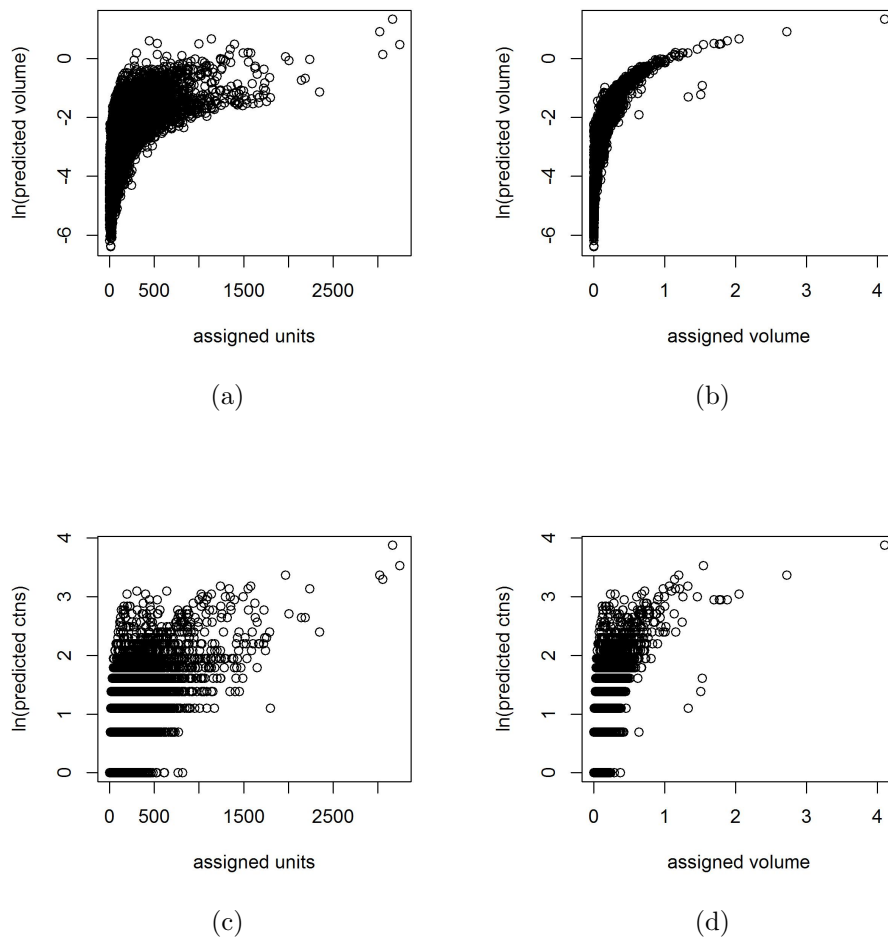 ln(predicted volume)
0
-2
-4
-6
0 500 1500 2500
assigned units
(a)
ln(predicted volume)
0
-2
-4
-6
0 1 2 3 4
assigned volume
(b)
ln(predicted ctns)
4
3
2
1
0
0 500 1500 2500
assigned units
(c)
ln(predicted ctns)
4
3
2
1
0
0 1 2 3 4
assigned volume
(d)